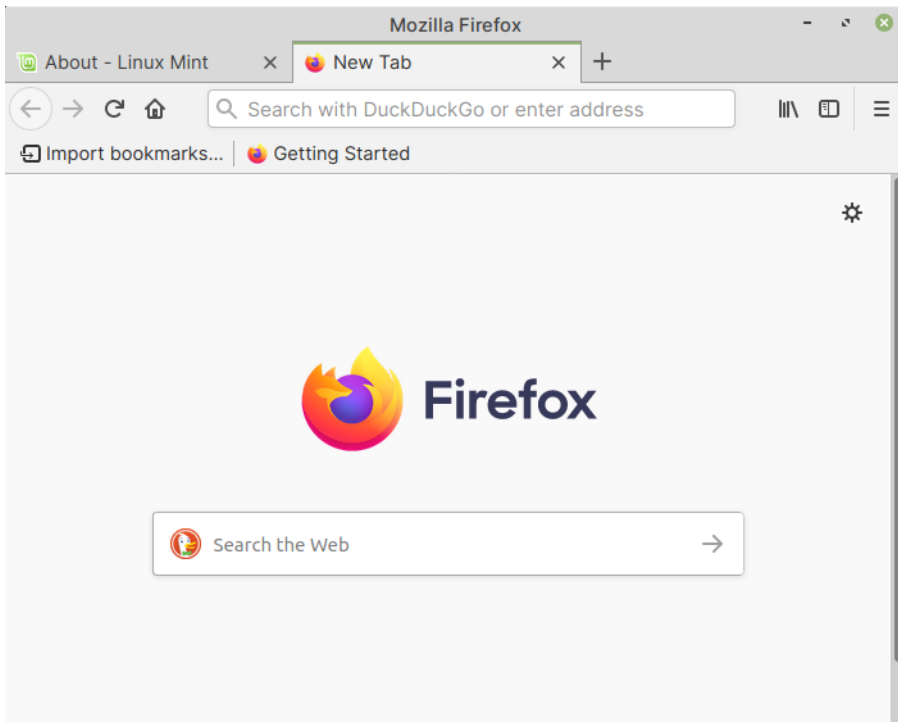 Mozilla Firefox
About - Linux Mint
New Tab
Search with DuckDuckGo or enter address
Import bookmarks...
Getting Started
Firefox
Search the Web